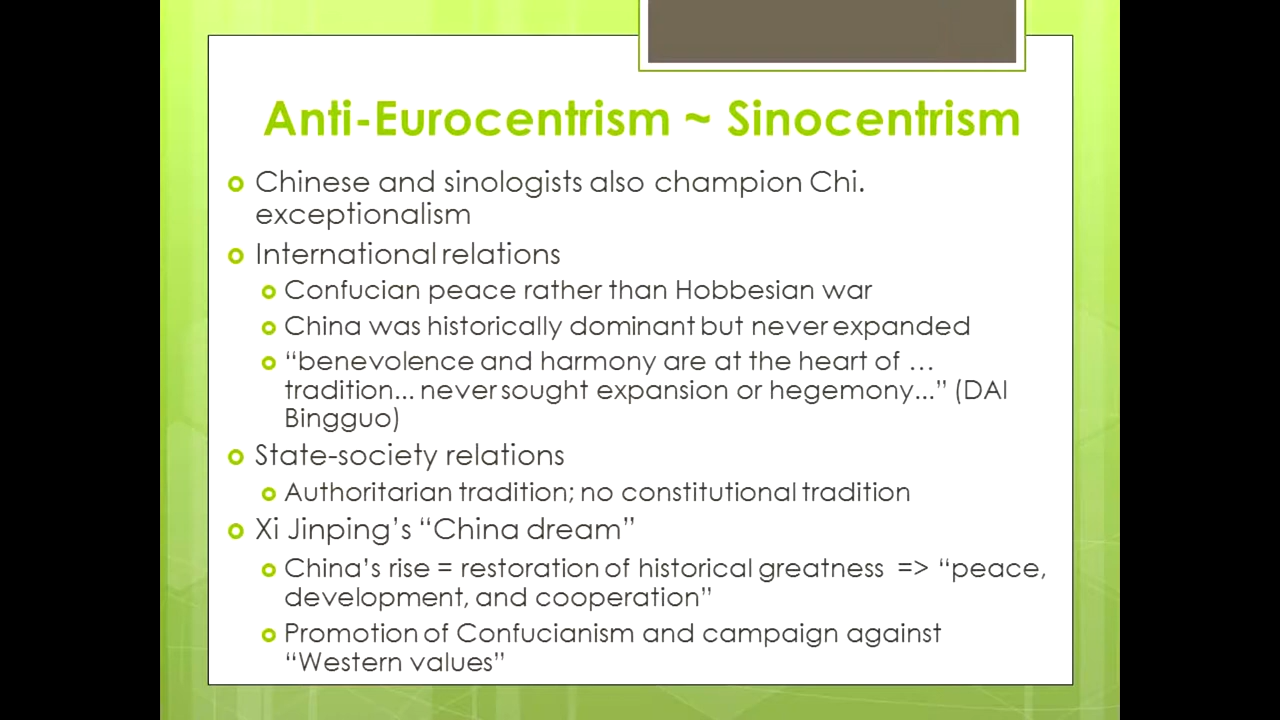 Anti-Eurocentrism ~ Sinocentrism
Chinese and sinologists also champion Chi.
exceptionalism
International relations
Confucian peace rather than Hobbesian war
China was historically dominant but never expanded
“benevolence and harmony are at the heart of …
tradition... never sought expansion or hegemony...” (DAI
Bingguo)
State-society relations
Authoritarian tradition; no constitutional tradition
Xi Jinping’s “China dream”
China’s rise = restoration of historical greatness => “peace,
development, and cooperation”
Promotion of Confucianism and campaign against
“Western values”